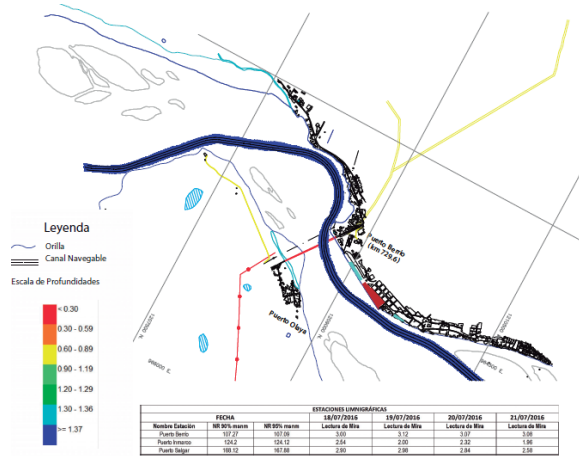 Puerto Berrío
(km 729.6)
Puerto Olaya
Leyenda
Orilla
Canal Navegable
Escala de Profundidades
< 0.30
0.30 - 0.59
0.60 - 0.89
0.90 - 1.19
1.20 - 1.29
1.30 - 1.36
>= 1.37
ESTACIONES LIMNIGRÁFICAS
FECHA 18/07/2016 19/07/2016 20/07/2016 21/07/2016
Nombre Estación NR 90% msnm NR 95% msnm Lectura de Mira Lectura de Mira Lectura de Mira Lectura de Mira
Puerto Berrío 107.27 107.09 3.00 3.12 3.07 3.06
Puerto Inmarco 124.2 124.12 2.54 2.00 2.32 1.96
Puerto Salgar 168.12 167.88 2.90 2.98 2.84 2.58